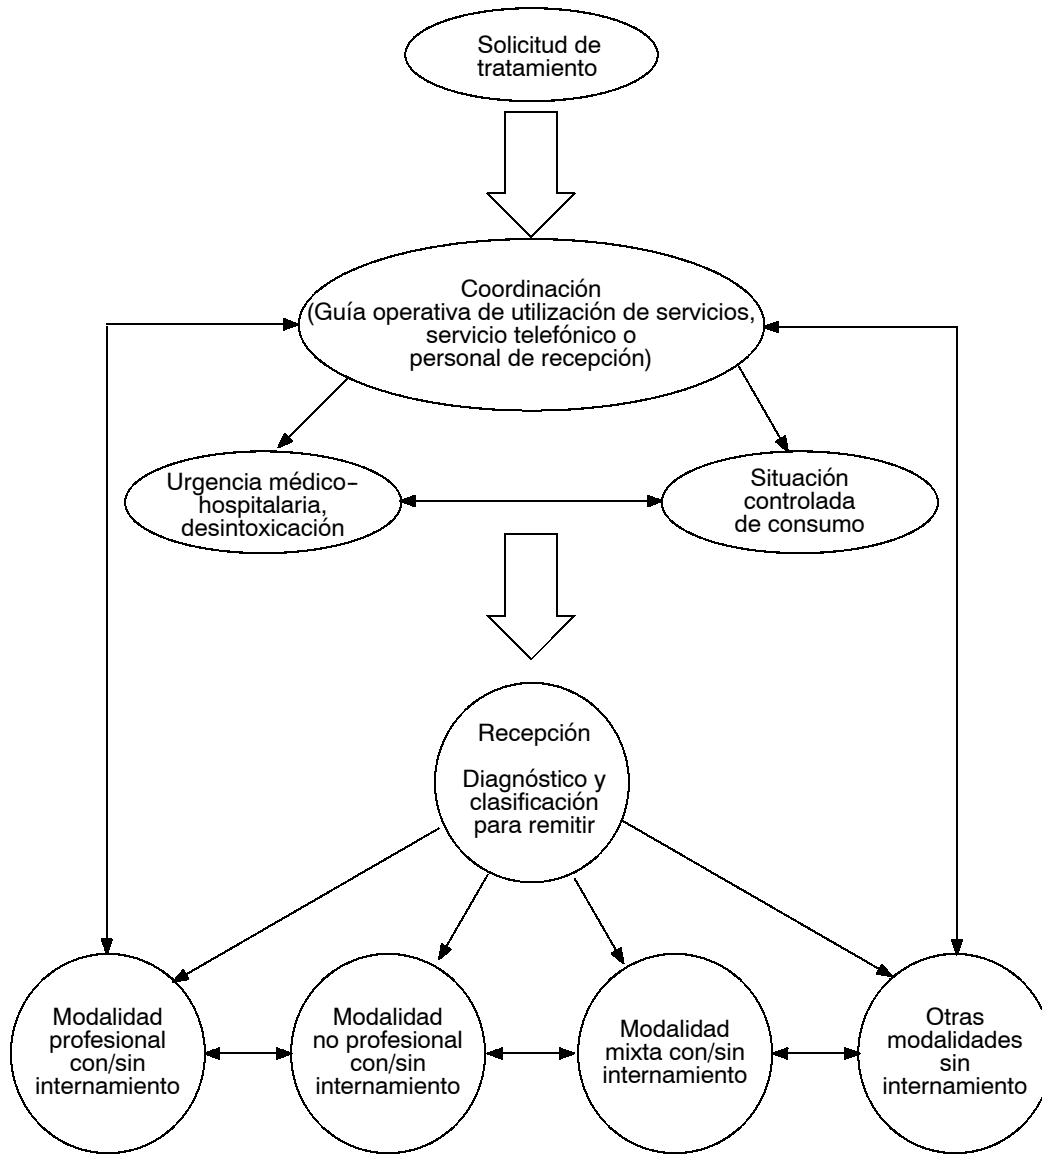 Solicitud de
tratamiento
Coordinación
(Guía operativa de utilización de servicios,
servicio telefónico o
personal de recepción)
Urgencia médico-
hospitalaria,
desintoxicación
Situación
controlada
de consumo
Recepción
Diagnóstico y
clasificación
para remitir
Modalidad
profesional
con/sin
internamiento
Modalidad
no profesional
con/sin
internamiento
Modalidad
mixta con/sin
internamiento
Otras
modalidades
sin
internamiento